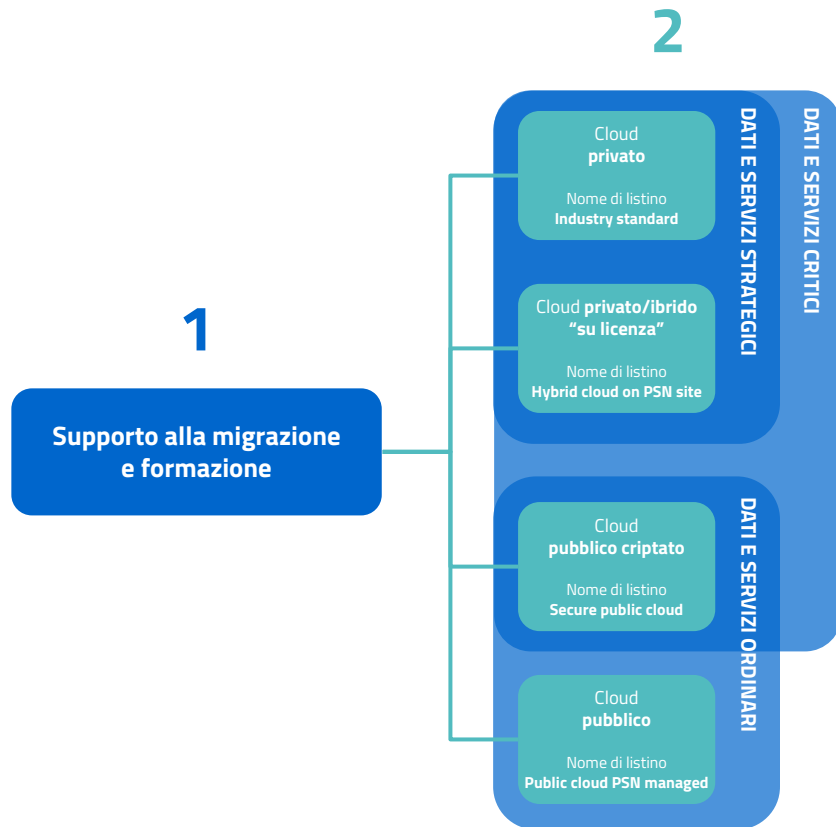 1
Supporto alla migrazione
e formazione
2
Cloud
privato
Nome di listino
Industry standard
Cloud privato/ibrido
“su licenza”
Nome di listino
Hybrid cloud on PSN site
DATI E SERVIZI STRATEGICI
DATI E SERVIZI CRITICI
Cloud
pubblico criptato
Nome di listino
Secure public cloud
Cloud
pubblico
Nome di listino
Public cloud PSN managed
DATI E SERVIZI ORDINARI